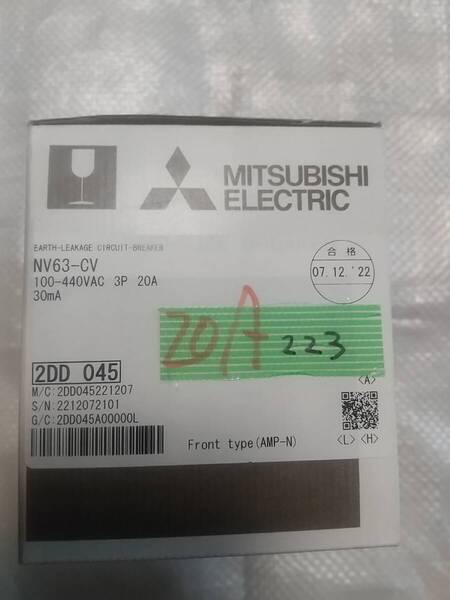 MITSUBISHI
ELECTRIC
EARTH-LEAKAGE CIRCUIT-BREAKER
NV63-CV
100-440VAC 3P 20A
30mA
合格
07.12.'22
20A 223
2DD 045
M/C:2DD045221207
S/N:2212072101
G/C:2DD045A00000L
Front type(AMP-N)
<A>
<L> <H>